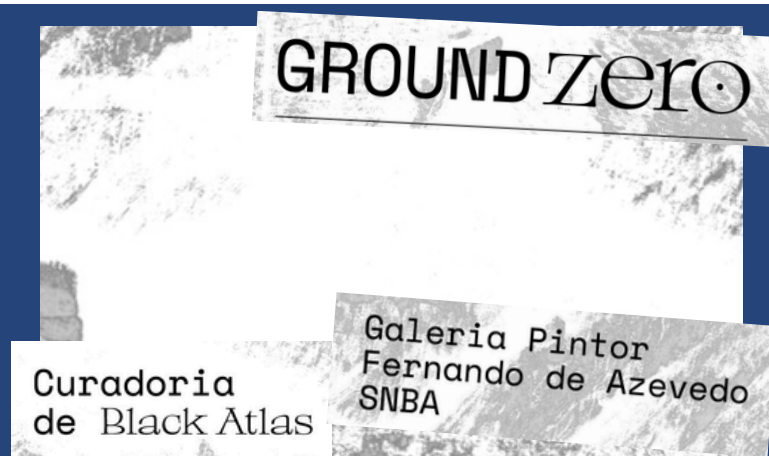 GROUND zero
Galeria Pintor
Fernando de Azevedo
SNBA
Curadoria
de Black Atlas